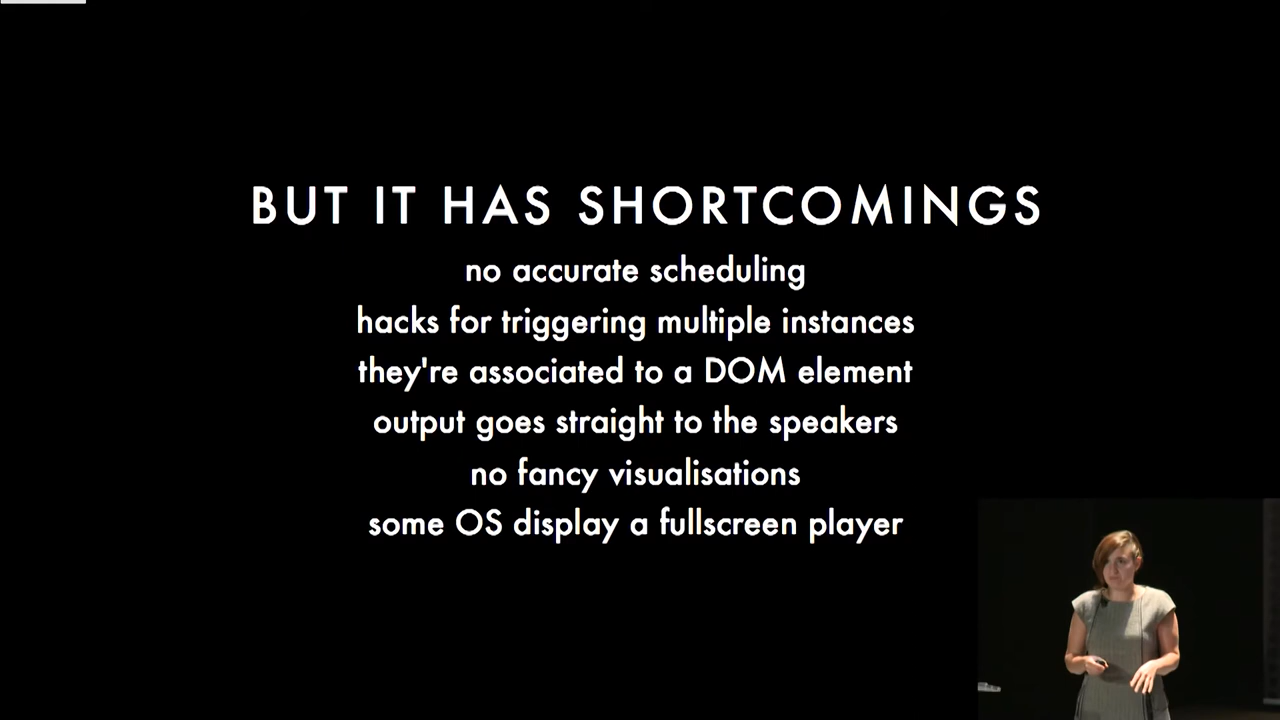 BUT IT HAS SHORTCOMINGS
no accurate scheduling
hacks for triggering multiple instances
they're associated to a DOM element
output goes straight to the speakers
no fancy visualisations
some OS display a fullscreen player